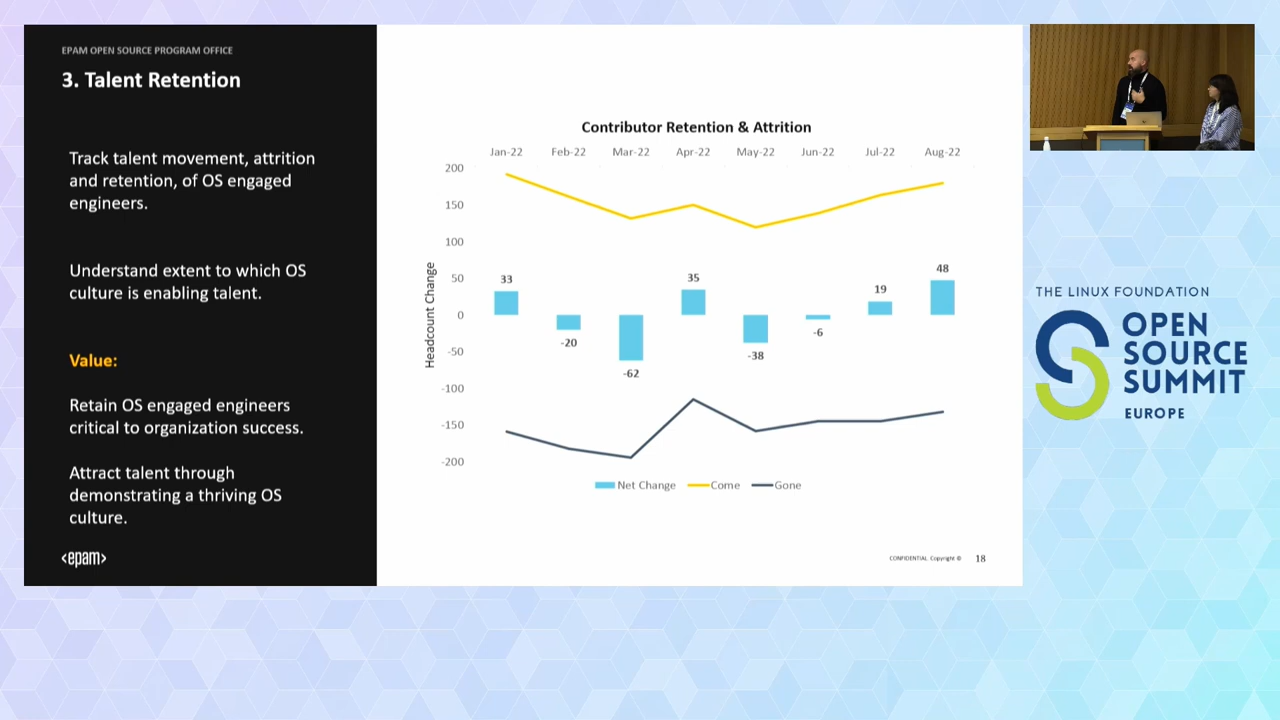 EPAM OPEN SOURCE PROGRAM OFFICE
3. Talent Retention
Track talent movement, attrition
and retention, of OS engaged
engineers.
Understand extent to which OS
culture is enabling talent.
Value:
Retain OS engaged engineers
critical to organization success.
Attract talent through
demonstrating a thriving OS
culture.
<epam>
Contributor Retention & Attrition
Jan-22 Feb-22 Mar-22 Apr-22 May-22 Jun-22 Jul-22 Aug-22
200
150
100
50
0
-50
-100
-150
-200
Headcount Change
33
-20
-62
35
-38
-6
19
48
Net Change Come Gone
CONFIDENTIAL Copyright © 18
THE LINUX FOUNDATION
OPEN
SOURCE
SUMMIT
EUROPE